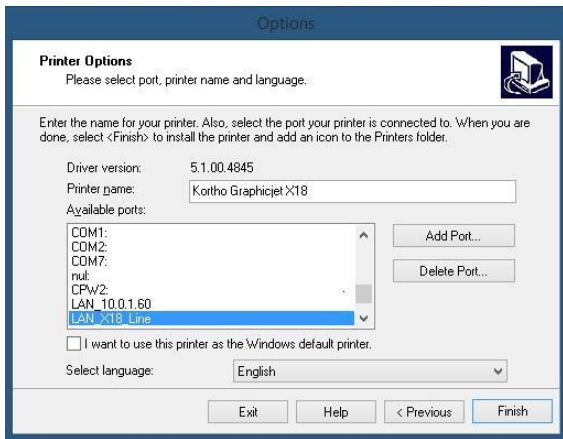 Options
Printer Options
Please select port, printer name and language.
Enter the name for your printer. Also, select the port your printer is connected to. When you are
done, select <Finish> to install the printer and add an icon to the Printers folder.
Driver version: 5.1.00.4845
Printer name: Kortho Graphicjet X18
Available ports:
COM1:
COM2:
COM7:
nul:
CPW2:
LAN_10.0.1.60
LAN_X18_Line
Add Port...
Delete Port...
I want to use this printer as the Windows default printer.
Select language: English
Exit Help < Previous Finish